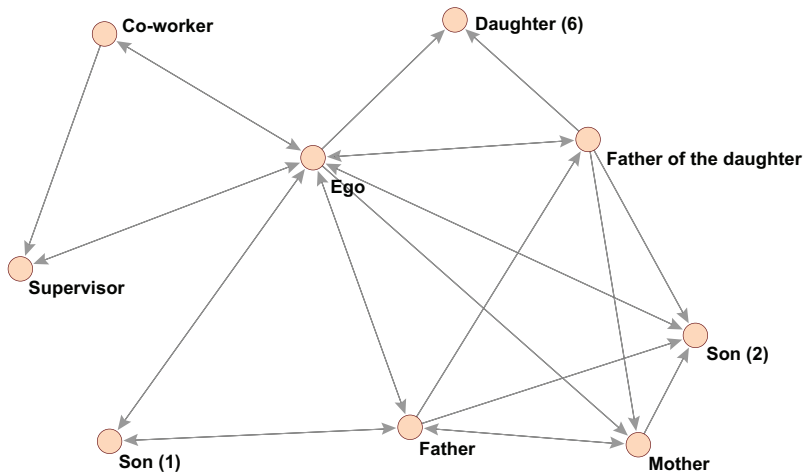 Co-worker
Daughter (6)
Father of the daughter
Ego
Supervisor
Son (2)
Father
Son (1)
Mother